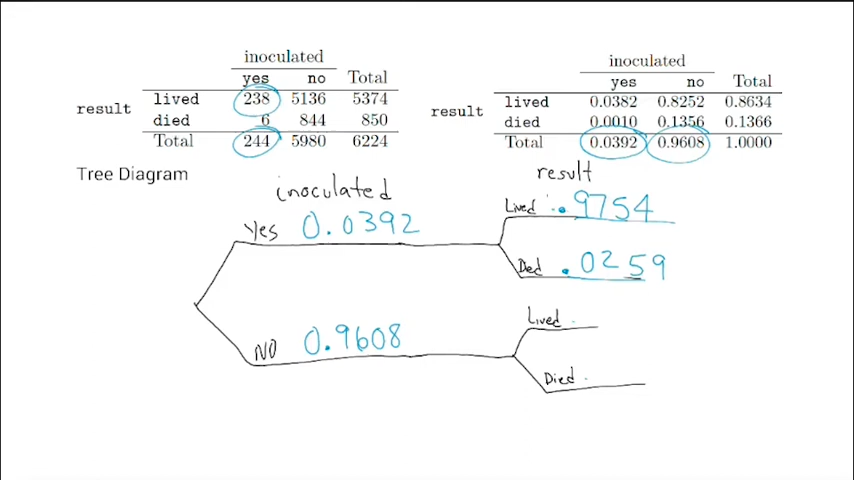 inoculated
yes no Total
result lived 238 5136 5374
died 6 844 850
Total 244 5980 6224
inoculated
yes no Total
result lived 0.0382 0.8252 0.8634
died 0.0010 0.1356 0.1366
Total 0.0392 0.9608 1.0000
Tree Diagram
inoculated result
Yes 0.0392
Lived .9754
Died .0259
No 0.9608
Lived
Died